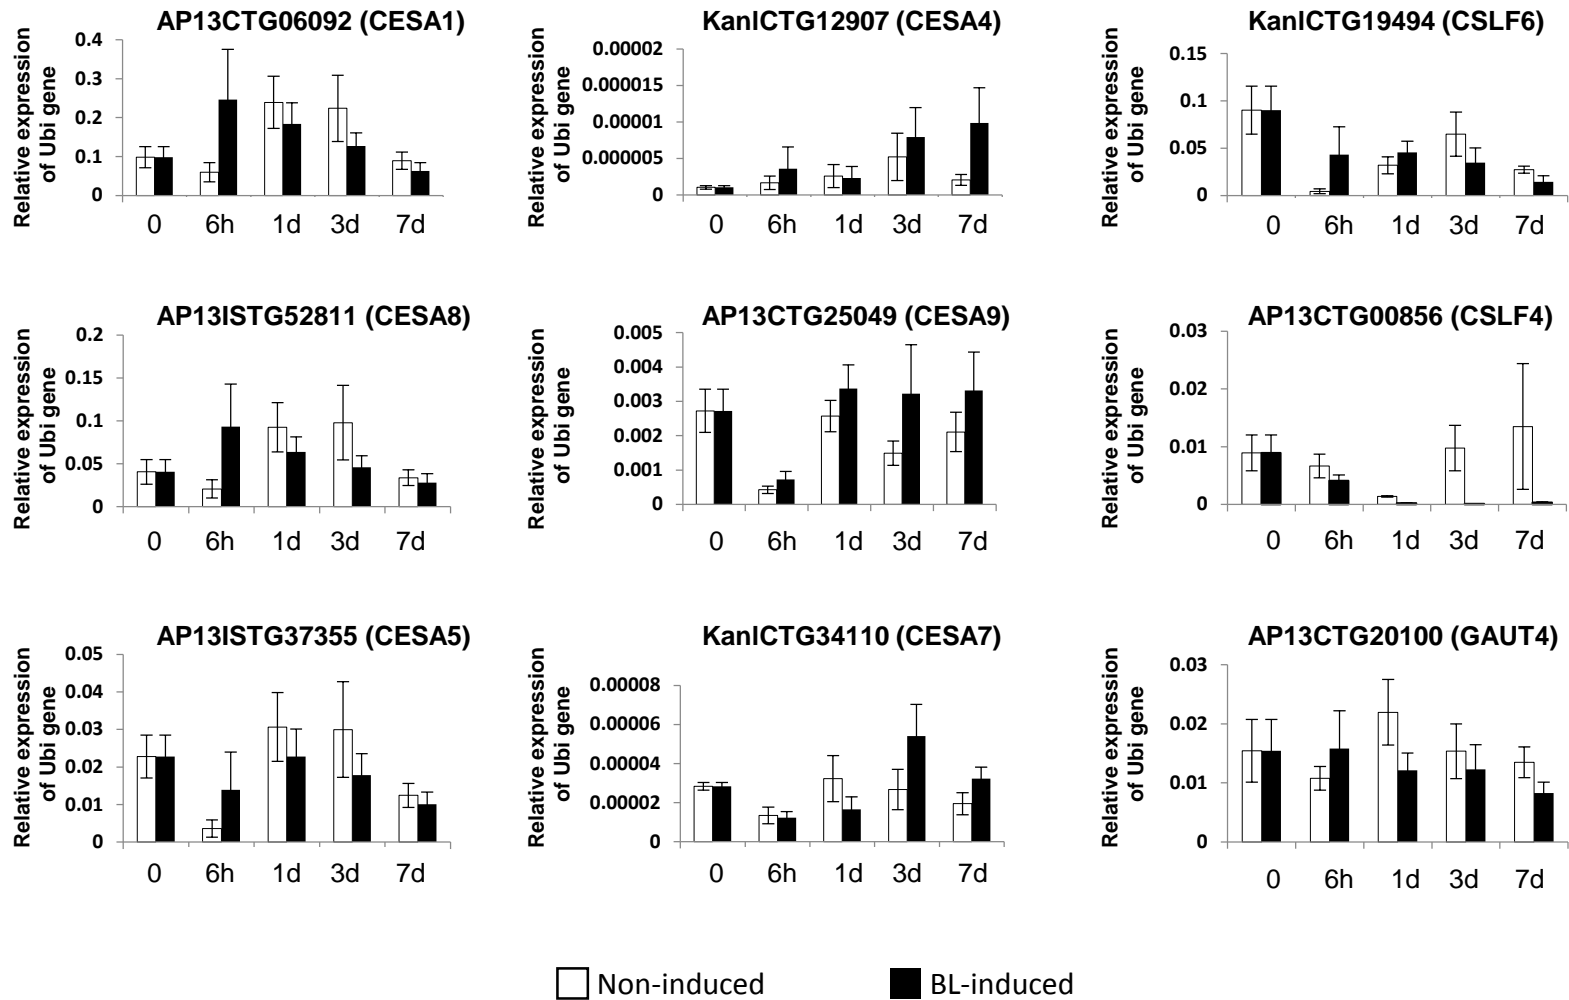 AP13CTG06092 (CESA1)
Relative expression
of Ubi gene
0.4
0.3
0.2
0.1
0
0 6h 1d 3d 7d
KanlCTG12907 (CESA4)
Relative expression
of Ubi gene
0.00002
0.000015
0.00001
0.000005
0
0 6h 1d 3d 7d
KanlCTG19494 (CSLF6)
Relative expression
of Ubi gene
0.15
0.1
0.05
0
0 6h 1d 3d 7d
AP13ISTG52811 (CESA8)
Relative expression
of Ubi gene
0.2
0.15
0.1
0.05
0
0 6h 1d 3d 7d
AP13CTG25049 (CESA9)
Relative expression
of Ubi gene
0.005
0.004
0.003
0.002
0.001
0
0 6h 1d 3d 7d
AP13CTG00856 (CSLF4)
Relative expression
of Ubi gene
0.03
0.02
0.01
0
0 6h 1d 3d 7d
AP13ISTG37355 (CESA5)
Relative expression
of Ubi gene
0.05
0.04
0.03
0.02
0.01
0
0 6h 1d 3d 7d
KanlCTG34110 (CESA7)
Relative expression
of Ubi gene
0.00008
0.00006
0.00004
0.00002
0
0 6h 1d 3d 7d
AP13CTG20100 (GAUT4)
Relative expression
of Ubi gene
0.03
0.02
0.01
0
0 6h 1d 3d 7d
Non-induced BL-induced